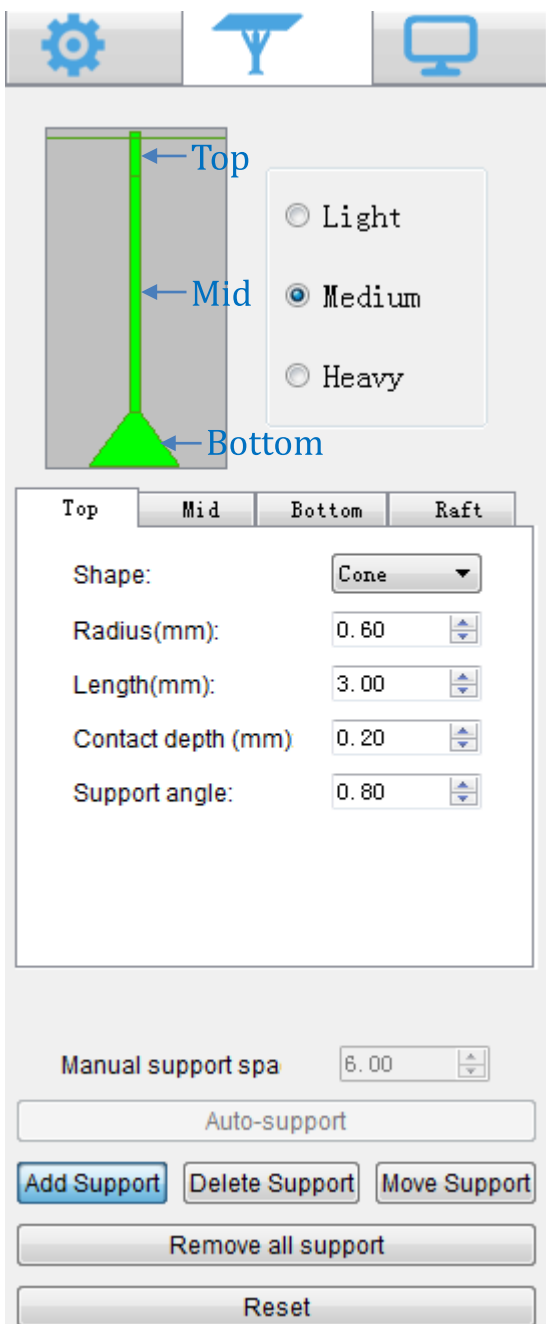 Top
Light
Mid
Medium
Heavy
Bottom
Top Mid Bottom Raft
Shape: Cone
Radius(mm): 0.60
Length(mm): 3.00
Contact depth (mm) 0.20
Support angle: 0.80
Manual support spa 6.00
Auto-support
Add Support Delete Support Move Support
Remove all support
Reset